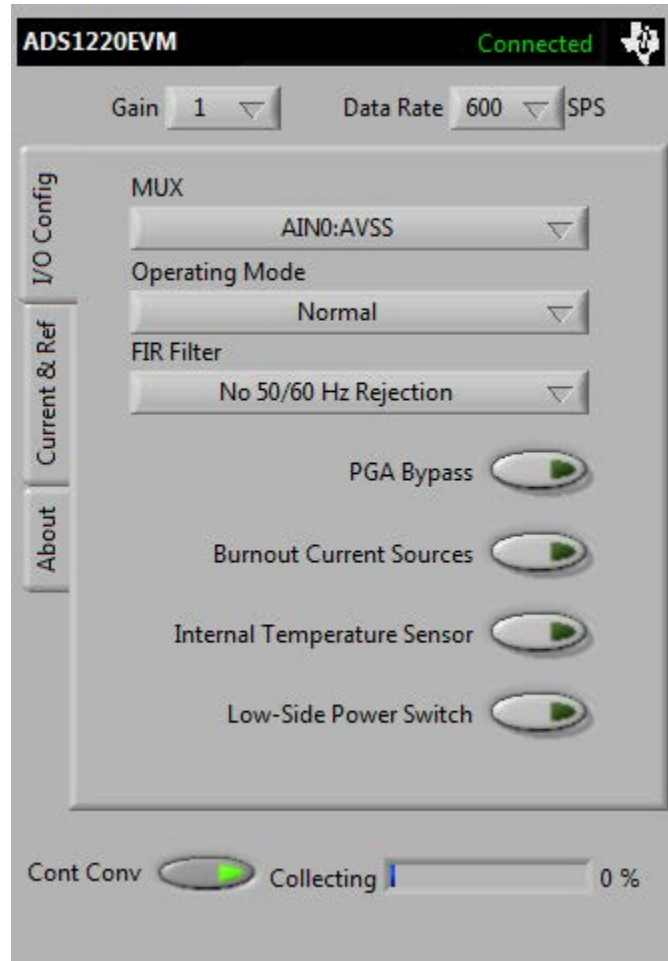 ADS1220EVM Connected
Gain 1 Data Rate 600 SPS
I/O Config
Current & Ref
About
MUX
AIN0:AVSS
Operating Mode
Normal
FIR Filter
No 50/60 Hz Rejection
PGA Bypass
Burnout Current Sources
Internal Temperature Sensor
Low-Side Power Switch
Cont Conv Collecting 0 %